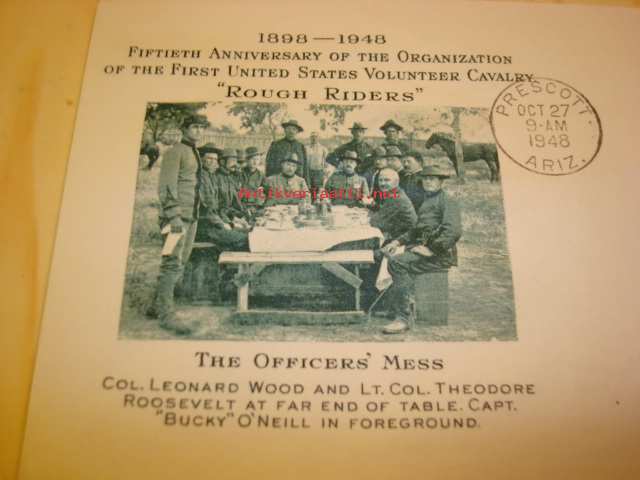 1898—1948
FIFTIETH ANNIVERSARY OF THE ORGANIZATION
OF THE FIRST UNITED STATES VOLUNTEER CAVALRY
"ROUGH RIDERS"
PRESCOTT.
OCT 27
9-AM
1948
ARIZ.
Antikvariaatti.net
THE OFFICERS' MESS
COL. LEONARD WOOD AND LT. COL. THEODORE
ROOSEVELT AT FAR END OF TABLE. CAPT.
"BUCKY" O'NEILL IN FOREGROUND.